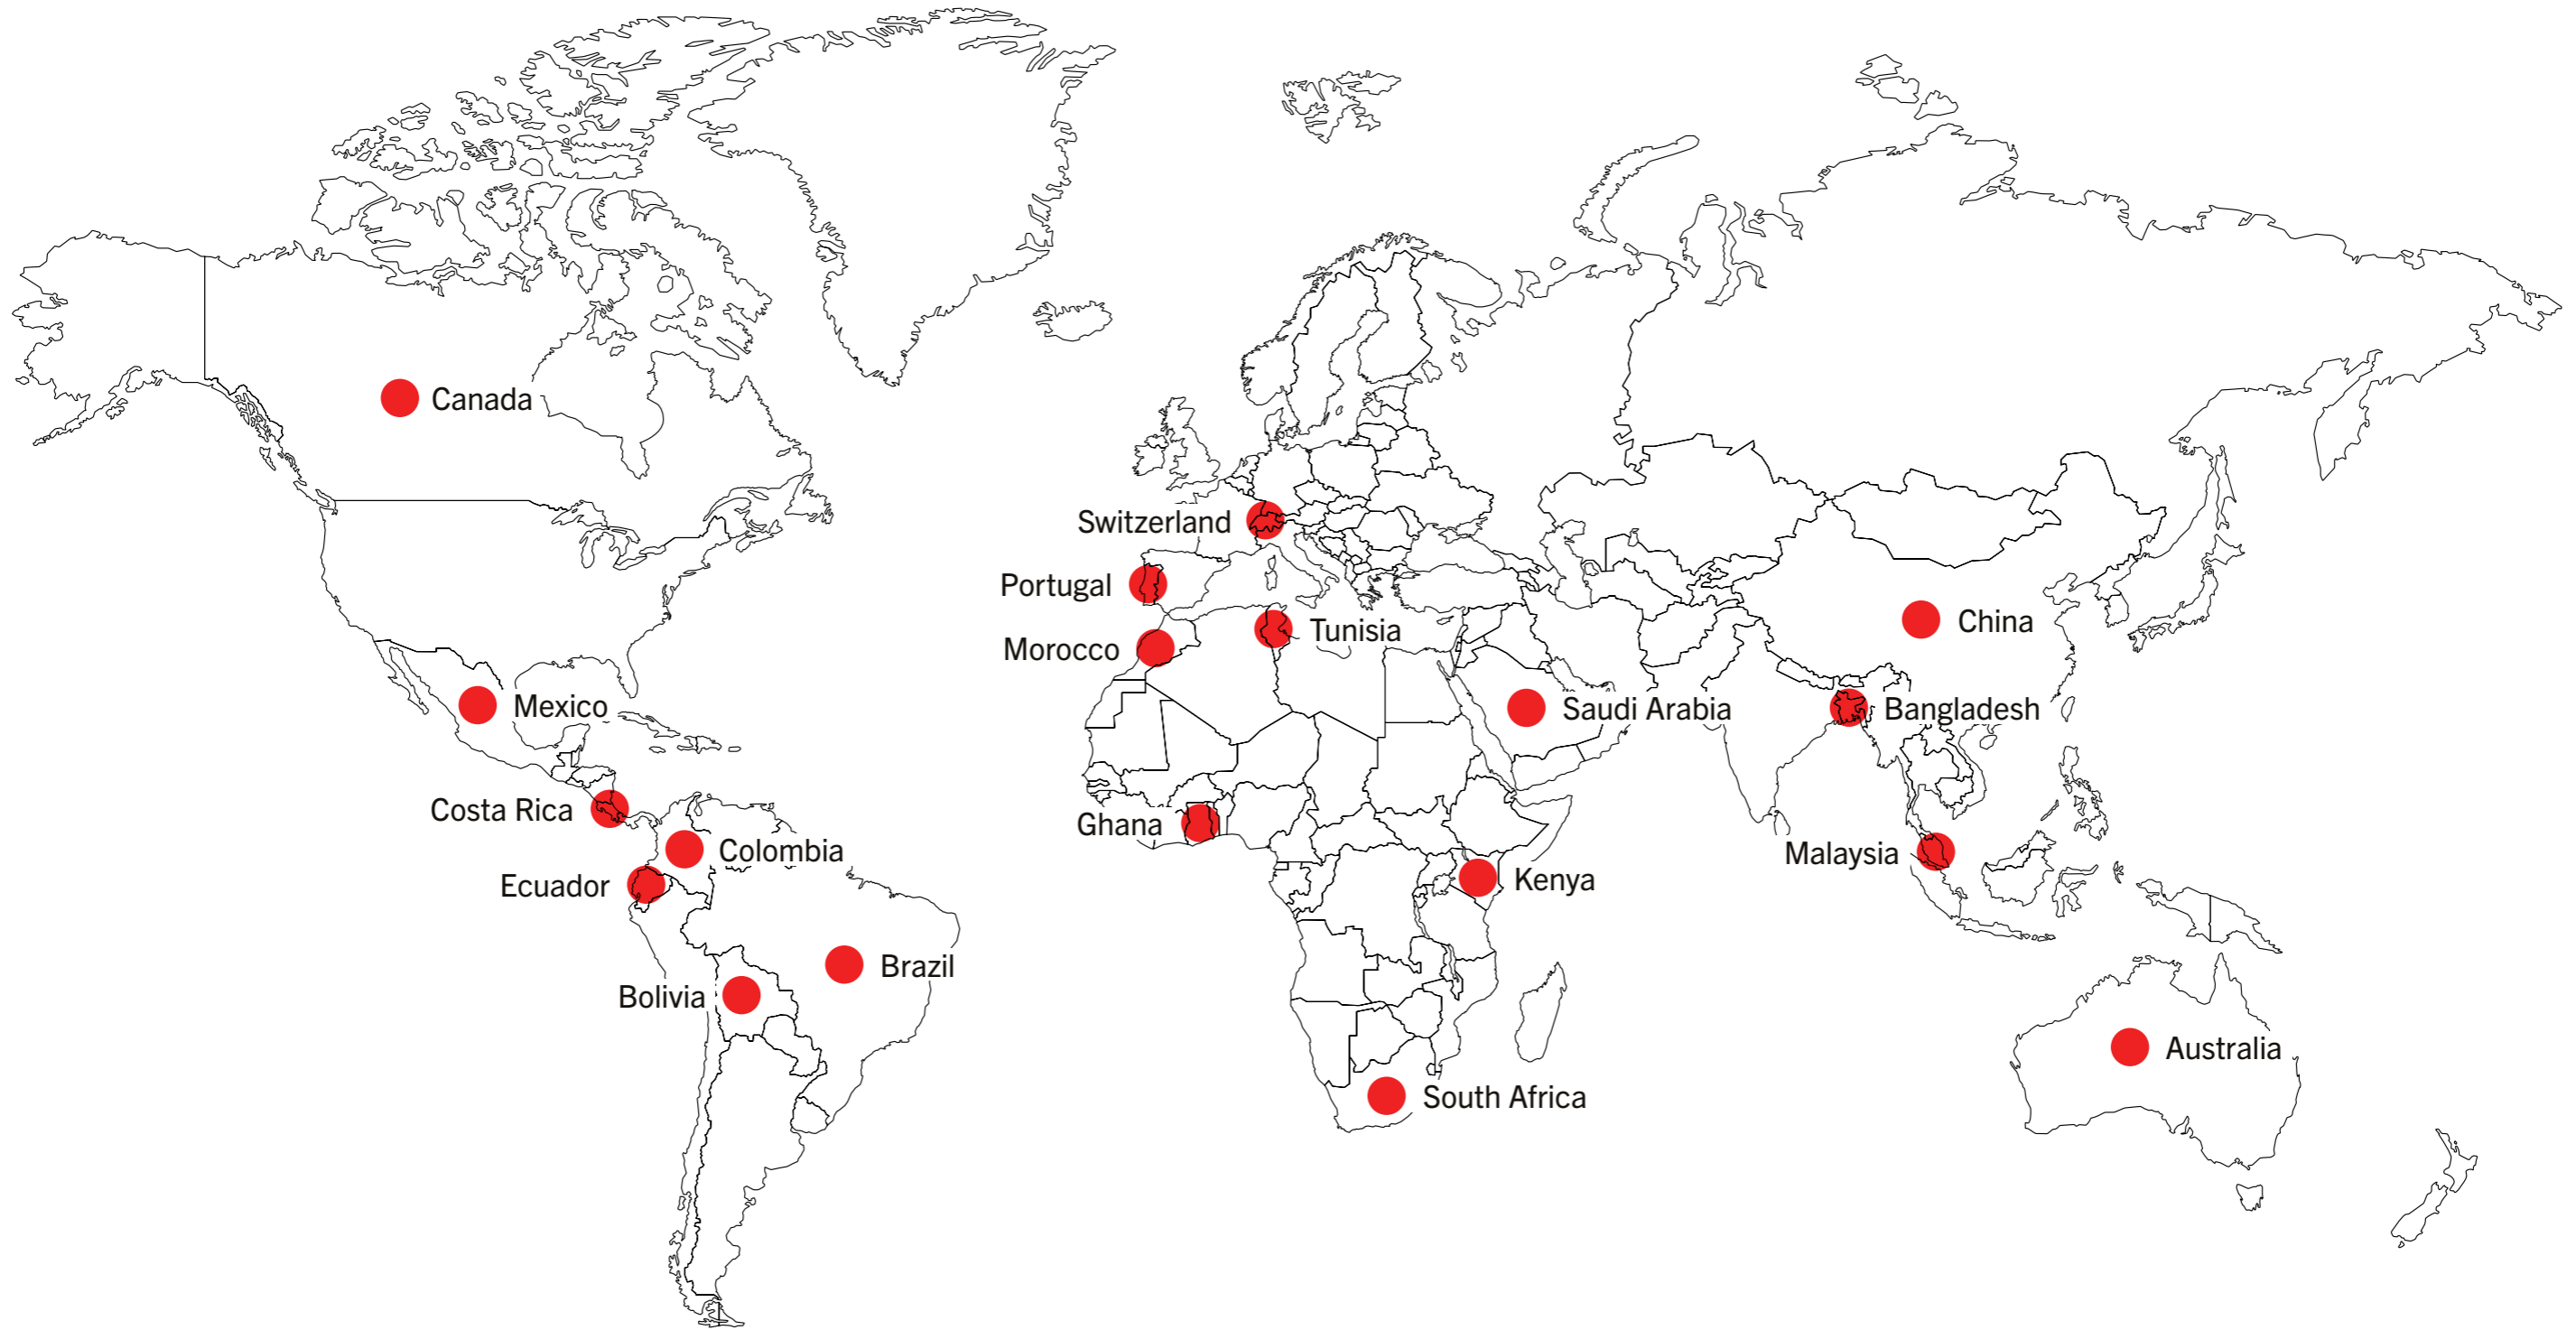 Canada
Switzerland
Portugal
Tunisia
China
Morocco
Mexico
Saudi Arabia
Bangladesh
Costa Rica
Ghana
Colombia
Malaysia
Kenya
Ecuador
Brazil
Bolivia
Australia
South Africa